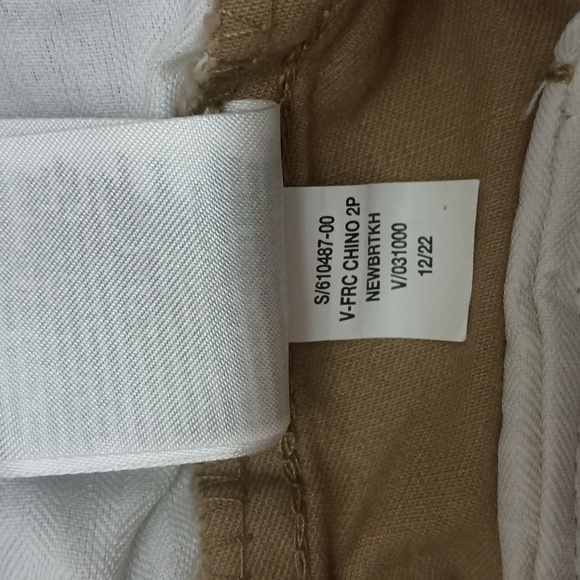 S/610487-00
V-FRC CHINO 2P
NEWBRTKH
V/031000
12/22